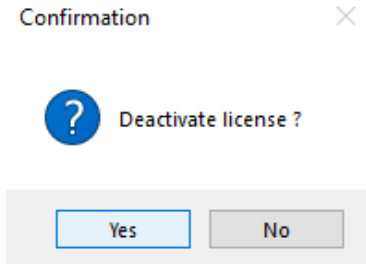 Confirmation
Deactivate license ?
Yes
No